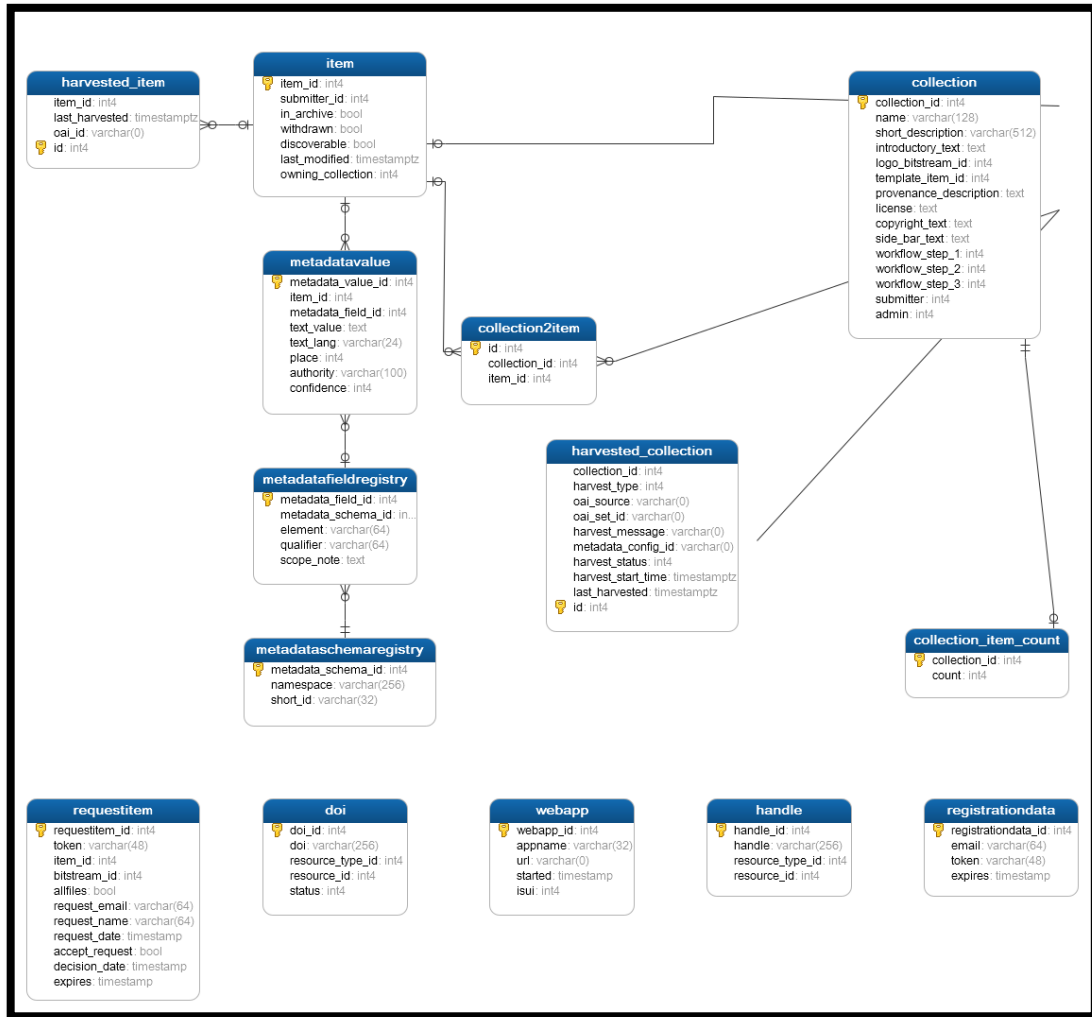 harvested_item
item_id: int4
last_harvested: timestamptz
oai_id: varchar(0)
id: int4
item
item_id: int4
submitter_id: int4
in_archive: bool
withdrawn: bool
discoverable: bool
last_modified: timestamptz
owning_collection: int4
collection
collection_id: int4
name: varchar(128)
short_description: varchar(512)
introductory_text: text
logo_bitstream_id: int4
template_item_id: int4
provenance_description: text
license: text
copyright_text: text
side_bar_text: text
workflow_step_1: int4
workflow_step_2: int4
workflow_step_3: int4
submitter: int4
admin: int4
metadatavalue
metadata_value_id: int4
item_id: int4
metadata_field_id: int4
text_value: text
text_lang: varchar(24)
place: int4
authority: varchar(100)
confidence: int4
collection2item
id: int4
collection_id: int4
item_id: int4
harvested_collection
collection_id: int4
harvest_type: int4
oai_source: varchar(0)
oai_set_id: varchar(0)
harvest_message: varchar(0)
metadata_config_id: varchar(0)
harvest_status: int4
harvest_start_time: timestamptz
last_harvested: timestamptz
id: int4
metadatafieldregistry
metadata_field_id: int4
metadata_schema_id: in...
element: varchar(64)
qualifier: varchar(64)
scope_note: text
metadataschemaregistry
metadata_schema_id: int4
namespace: varchar(256)
short_id: varchar(32)
collection_item_count
collection_id: int4
count: int4
requestitem
requestitem_id: int4
token: varchar(48)
item_id: int4
bitstream_id: int4
allfiles: bool
request_email: varchar(64)
request_name: varchar(64)
request_date: timestamp
accept_request: bool
decision_date: timestamp
expires: timestamp
doi
doi_id: int4
doi: varchar(256)
resource_type_id: int4
resource_id: int4
status: int4
webapp
webapp_id: int4
appname: varchar(32)
url: varchar(0)
started: timestamp
isui: int4
handle
handle_id: int4
handle: varchar(256)
resource_type_id: int4
resource_id: int4
registrationdata
registrationdata_id: int4
email: varchar(64)
token: varchar(48)
expires: timestamp